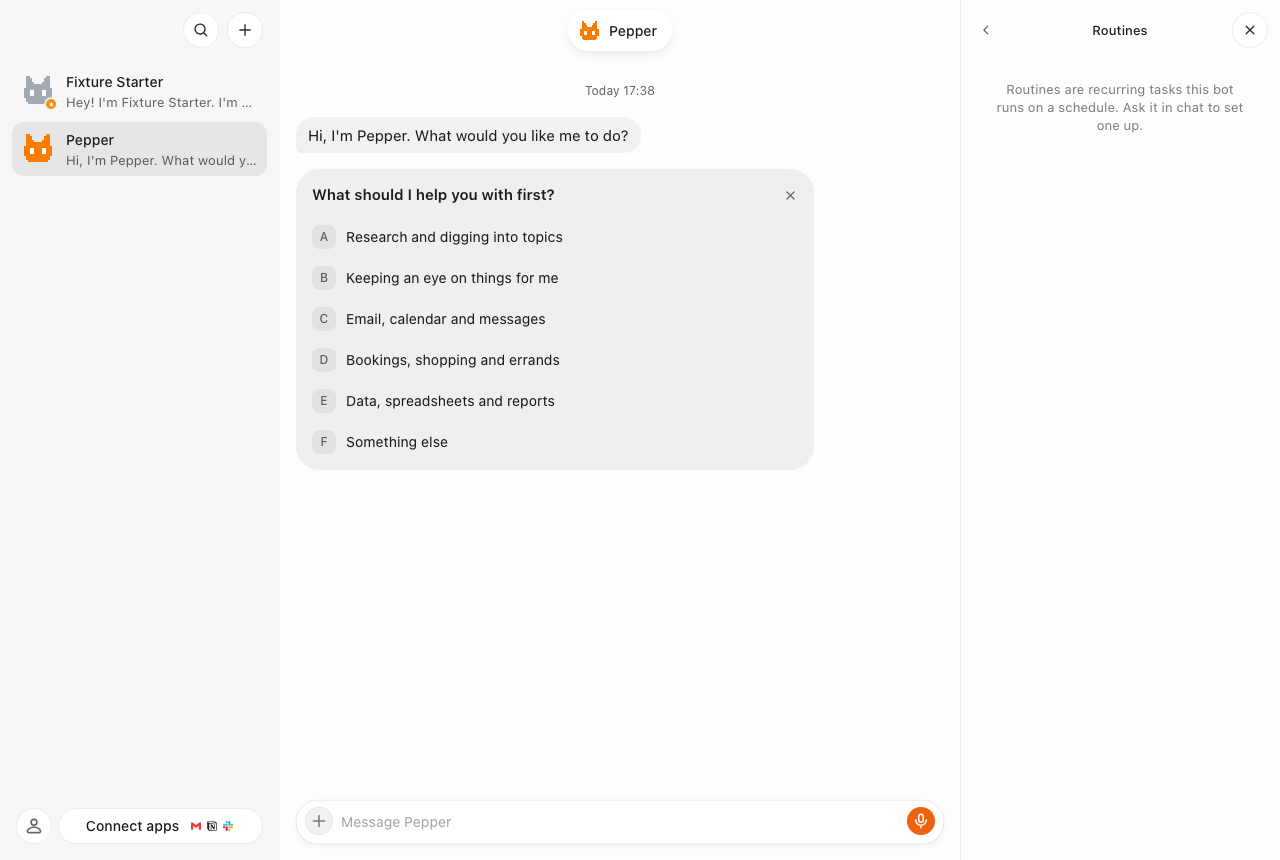 Fixture Starter
Hey! I'm Fixture Starter. I'm ...
Pepper
Hi, I'm Pepper. What would y...
Connect apps
Pepper
Today 17:38
Hi, I'm Pepper. What would you like me to do?
What should I help you with first?
A Research and digging into topics
B Keeping an eye on things for me
C Email, calendar and messages
D Bookings, shopping and errands
E Data, spreadsheets and reports
F Something else
Message Pepper
Routines
Routines are recurring tasks this bot
runs on a schedule. Ask it in chat to set
one up.